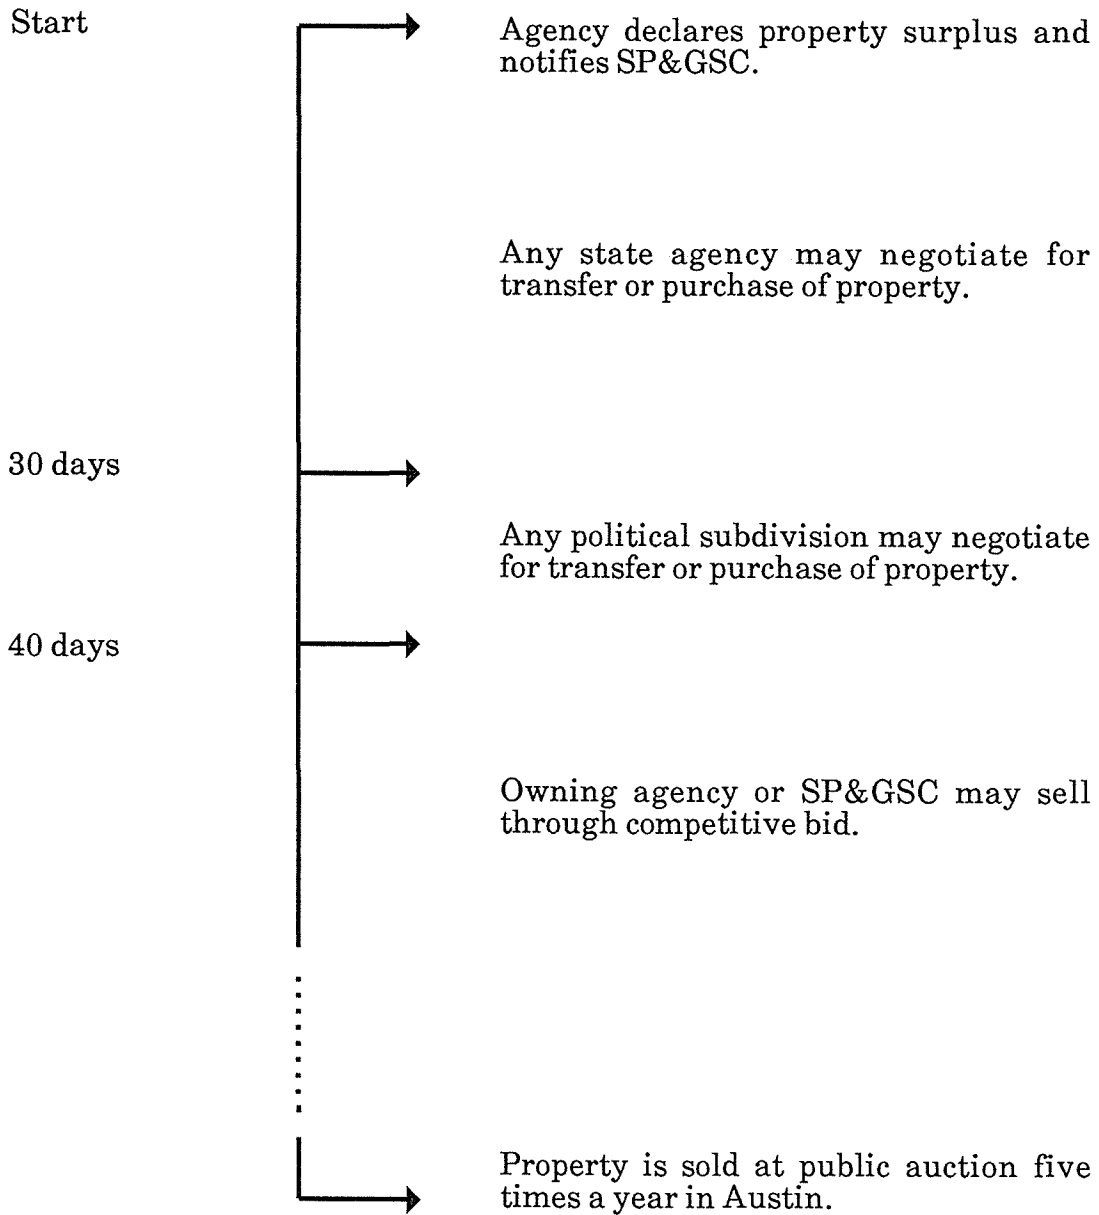 Start
Agency declares property surplus and
notifies SP&GSC.
Any state agency may negotiate for
transfer or purchase of property.
30 days
Any political subdivision may negotiate
for transfer or purchase of property.
40 days
Owning agency or SP&GSC may sell
through competitive bid.
Property is sold at public auction five
times a year in Austin.